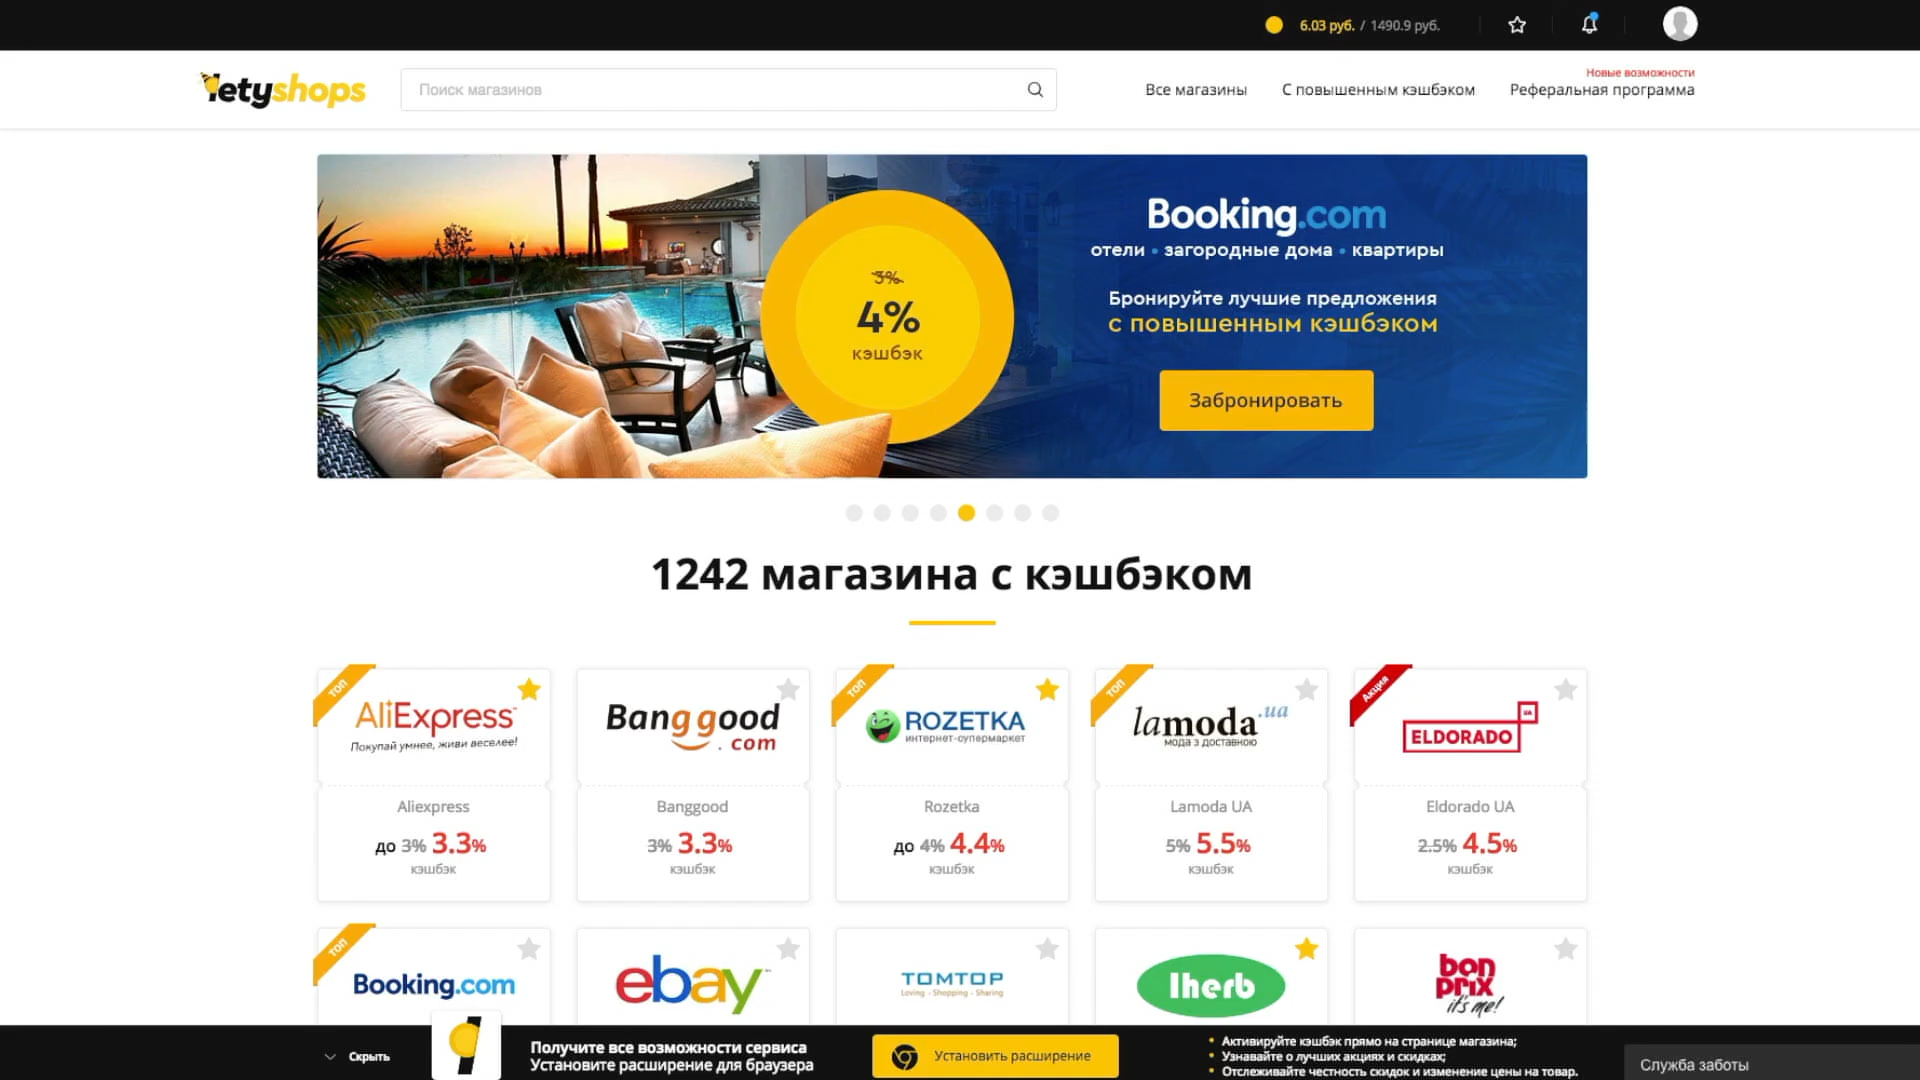 6.03 руб. / 1490.9 руб.
letyshops
Поиск магазинов
Все магазины
С повышенным кэшбэком
Новые возможности
Реферальная программа
3%
4%
кэшбэк
Booking.com
отели • загородные дома • квартиры
Бронируйте лучшие предложения
с повышенным кэшбэком
Забронировать
1242 магазина с кэшбэком
ТОП
AliExpress
Покупай умнее, живи веселее!
Aliexpress
до 3% 3.3%
кэшбэк
Banggood
.com
Banggood
3% 3.3%
кэшбэк
ТОП
ROZETKA
интернет-супермаркет
Rozetka
до 4% 4.4%
кэшбэк
ТОП
lamoda.ua
мода з доставкою
Lamoda UA
5% 5.5%
кэшбэк
Акция
ELDORADO
UA
Eldorado UA
2.5% 4.5%
кэшбэк
ТОП
Booking.com
ebay
TOMTOP
Loving - Shopping - Sharing
Iherb
bon
prix
it's me!
Скрыть
Получите все возможности сервиса
Установите расширение для браузера
Установить расширение
• Активируйте кэшбэк прямо на странице магазина;
• Узнавайте о лучших акциях и скидках;
• Отслеживайте честность скидок и изменение цены на товар.
Служба заботы